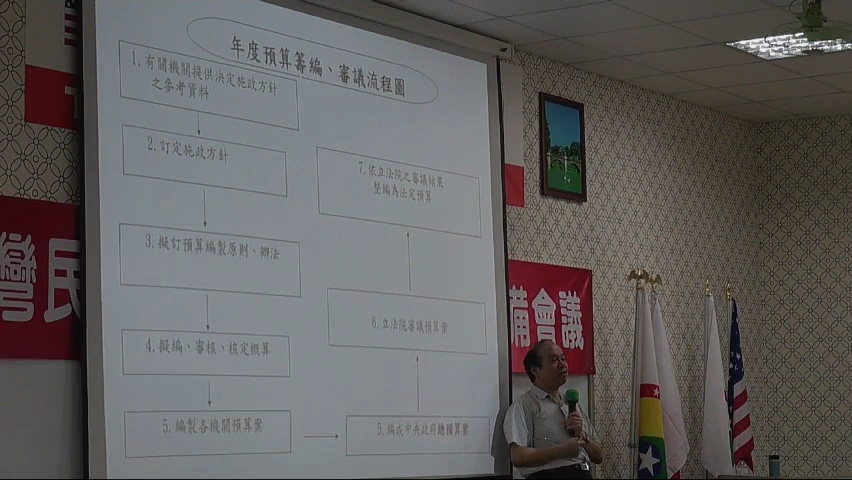 年度預算籌編、審議流程圖
1.有關機關提供決定施政方針
之參考資料
2.訂定施政方針
3.擬訂預算編製原則、辦法
4.擬編、審核、核定概算
5.編製各機關預算案
5.編成中央政府總預算案
6.立法院審議預算案
7.依立法院之審議結果
整編為法定預算
灣民
備會議